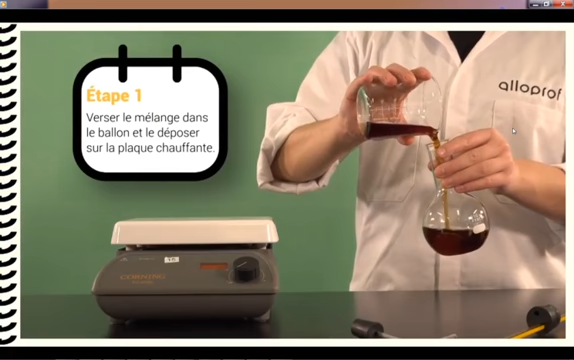 Étape 1
Verser le mélange dans
le ballon et le déposer
sur la plaque chauffante.
alloprof
CORNING